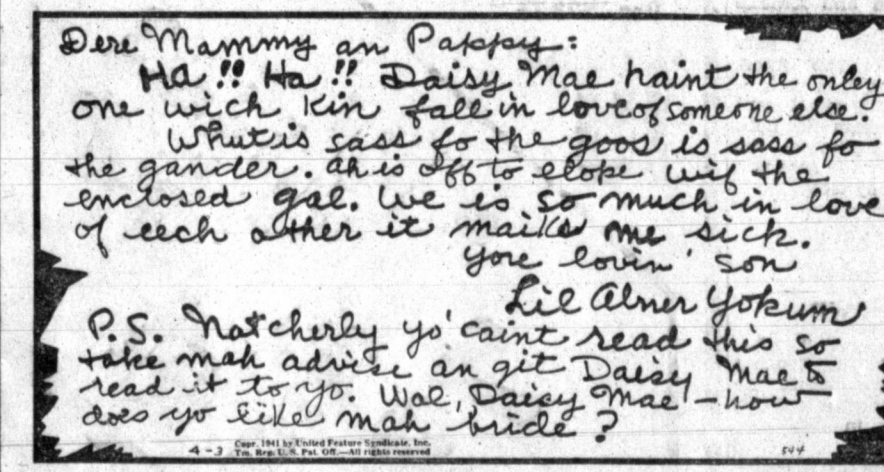 Dere Mammy an Pappy:
Ha!! Ha!! Daisy Mae haint the onley
one wich kin fall in love of someone else.
Whut is sass fo the goos is sass fo
the gander. Ah is off to elope wif the
enclosed gal. We is so much in love
of eech other it maiks me sick.
Yore lovin' son
Lil Abner Yokum
P.S. Natcherly yo' caint read this so
take mah advise an git Daisy Mae to
read it to yo. Wal, Daisy Mae - how
does yo like mah bride?
4-3 Copr. 1941 by United Feature Syndicate, Inc.
Tm. Reg. U. S. Pat. Off.—All rights reserved
544